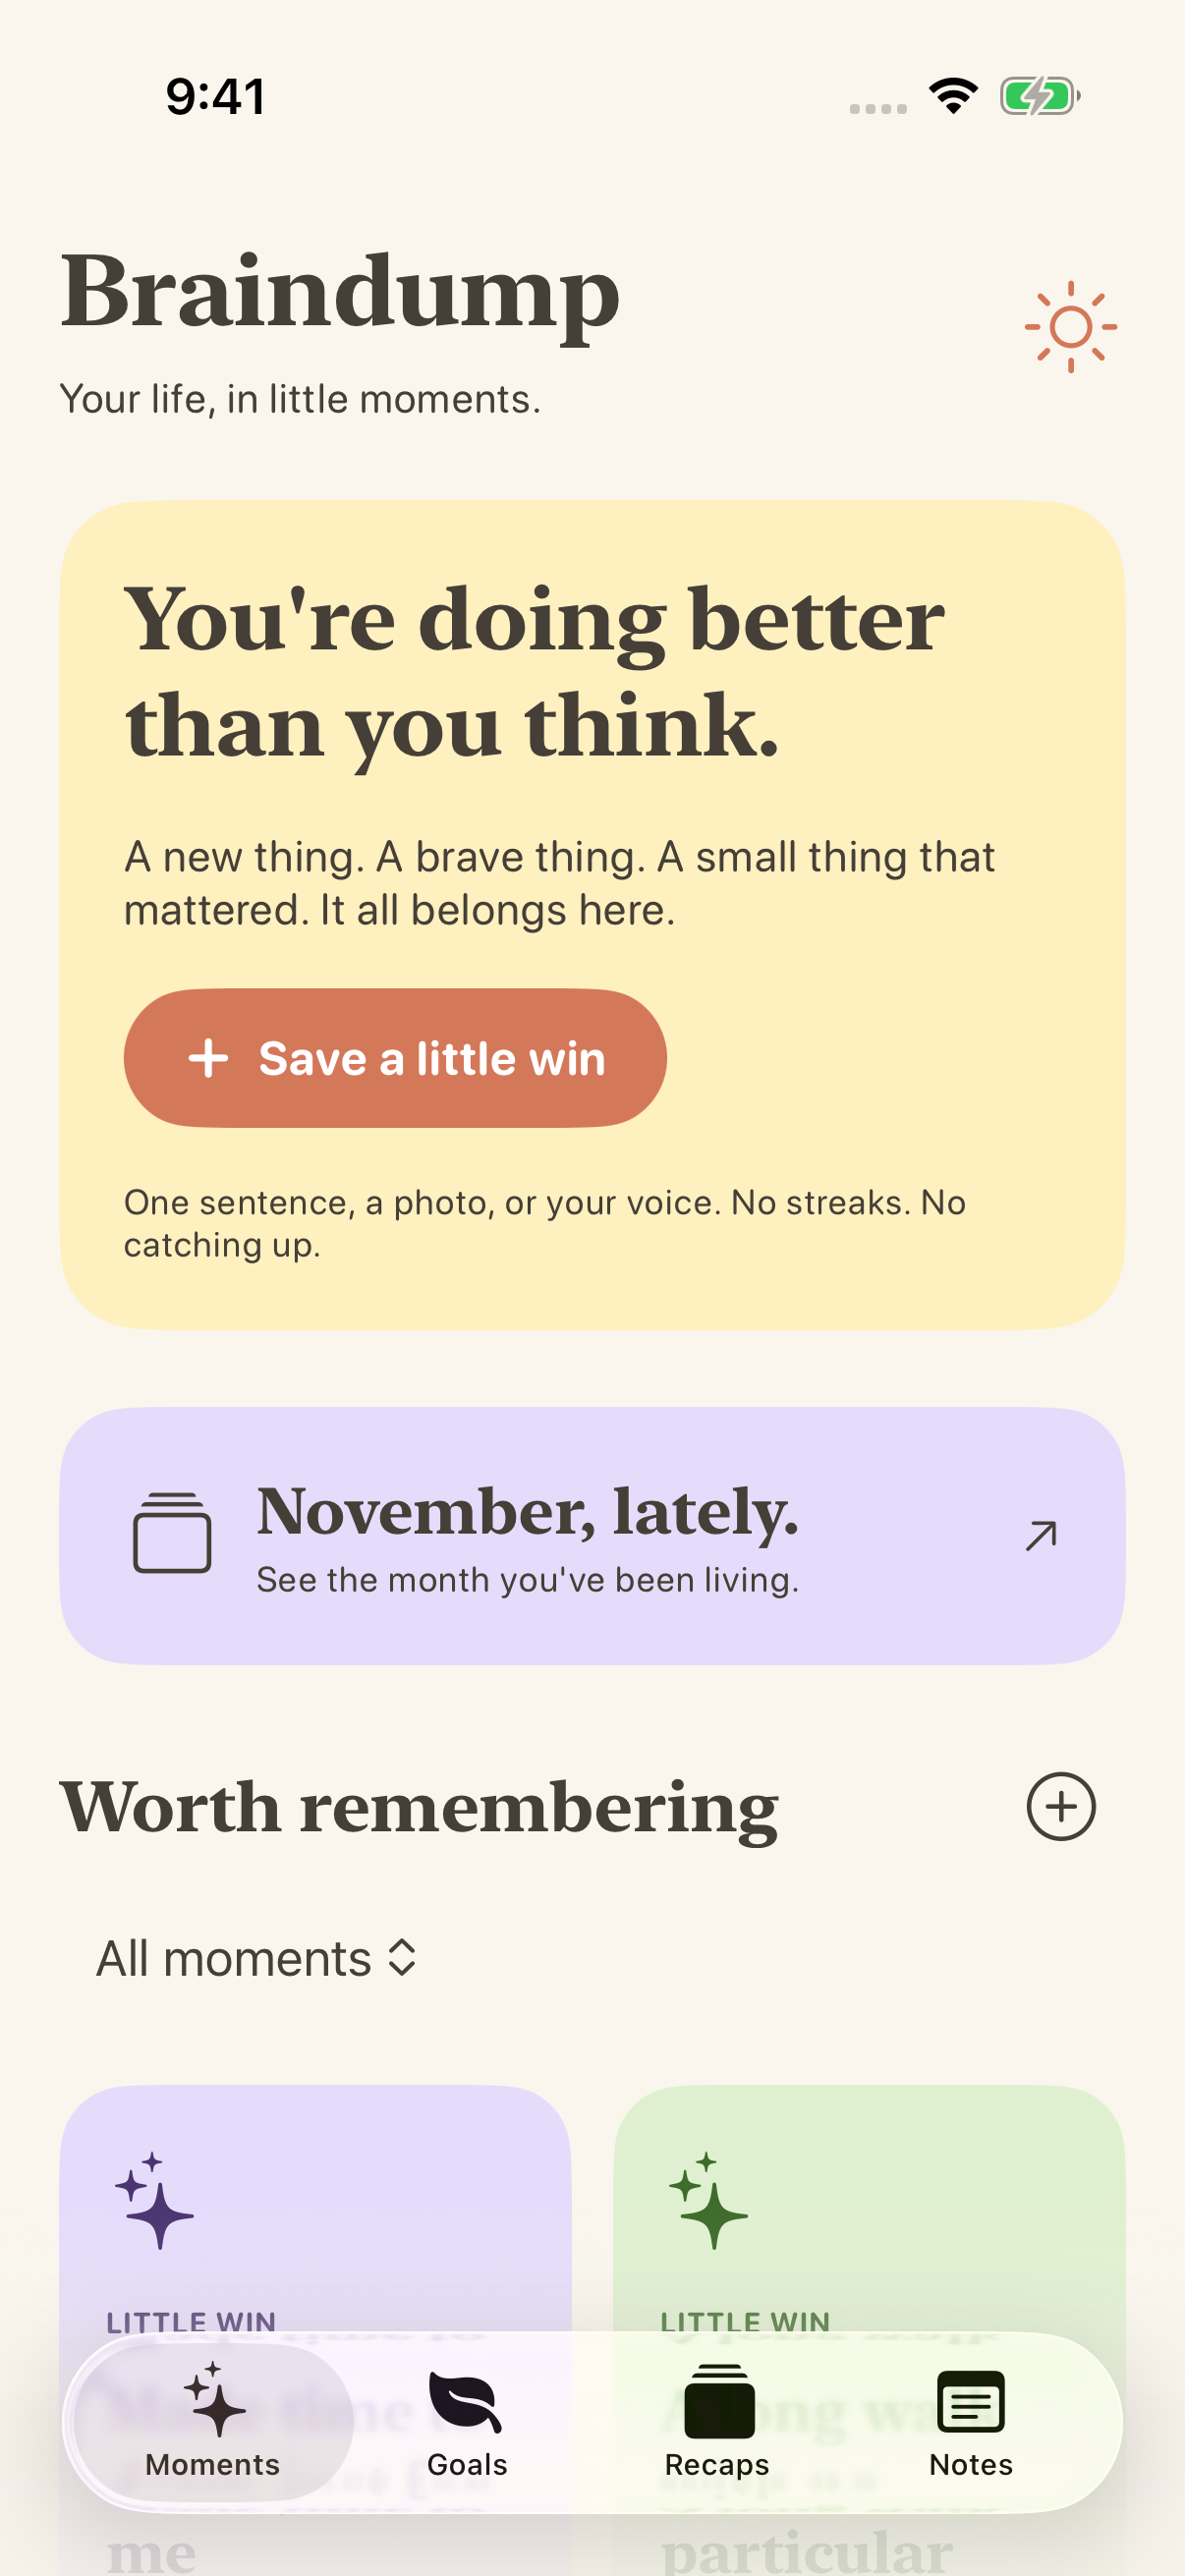 9:41
Braindump
Your life, in little moments.
You're doing better
than you think.
A new thing. A brave thing. A small thing that
mattered. It all belongs here.
+ Save a little win
One sentence, a photo, or your voice. No streaks. No
catching up.
November, lately.
See the month you've been living.
Worth remembering
All moments
LITTLE WIN
LITTLE WIN
Moments
Goals
Recaps
Notes
me
particular